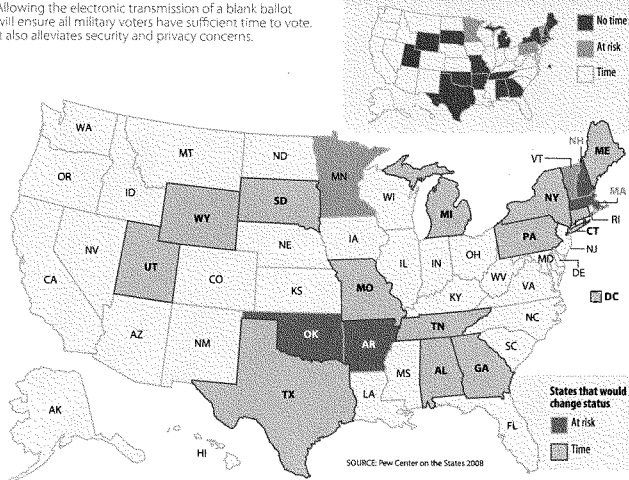 Allowing the electronic transmission of a blank ballot
will ensure all military voters have sufficient time to vote.
t also alleviates security and privacy concerns.
No time
At risk
Time
WA
MT
ND
MN
OR
ID
WY
SD
WI
MI
NY
VT
NH
ME
MA
RI
CT
NJ
PA
MD
DE
DC
NV
UT
CO
NE
IA
IL
IN
OH
WV
VA
CA
KS
MO
KY
NC
AZ
NM
OK
AR
TN
SC
TX
LA
MS
AL
GA
FL
AK
HI
States that would
change status
At risk
Time
SOURCE: Pew Center on the States 2008